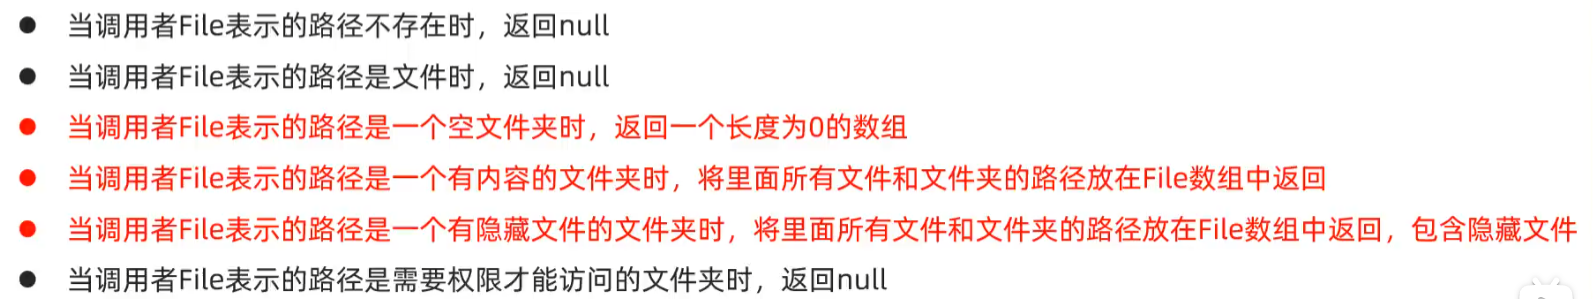 当调用者File表示的路径不存在时，返回null
当调用者File表示的路径是文件时，返回null
当调用者File表示的路径是一个空文件夹时，返回一个长度为0的数组
当调用者File表示的路径是一个有内容的文件夹时，将里面所有文件和文件夹的路径放在File数组中返回
当调用者File表示的路径是一个有隐藏文件的文件夹时，将里面所有文件和文件夹的路径放在File数组中返回，包含隐藏文件
当调用者File表示的路径是需要权限才能访问的文件夹时，返回null